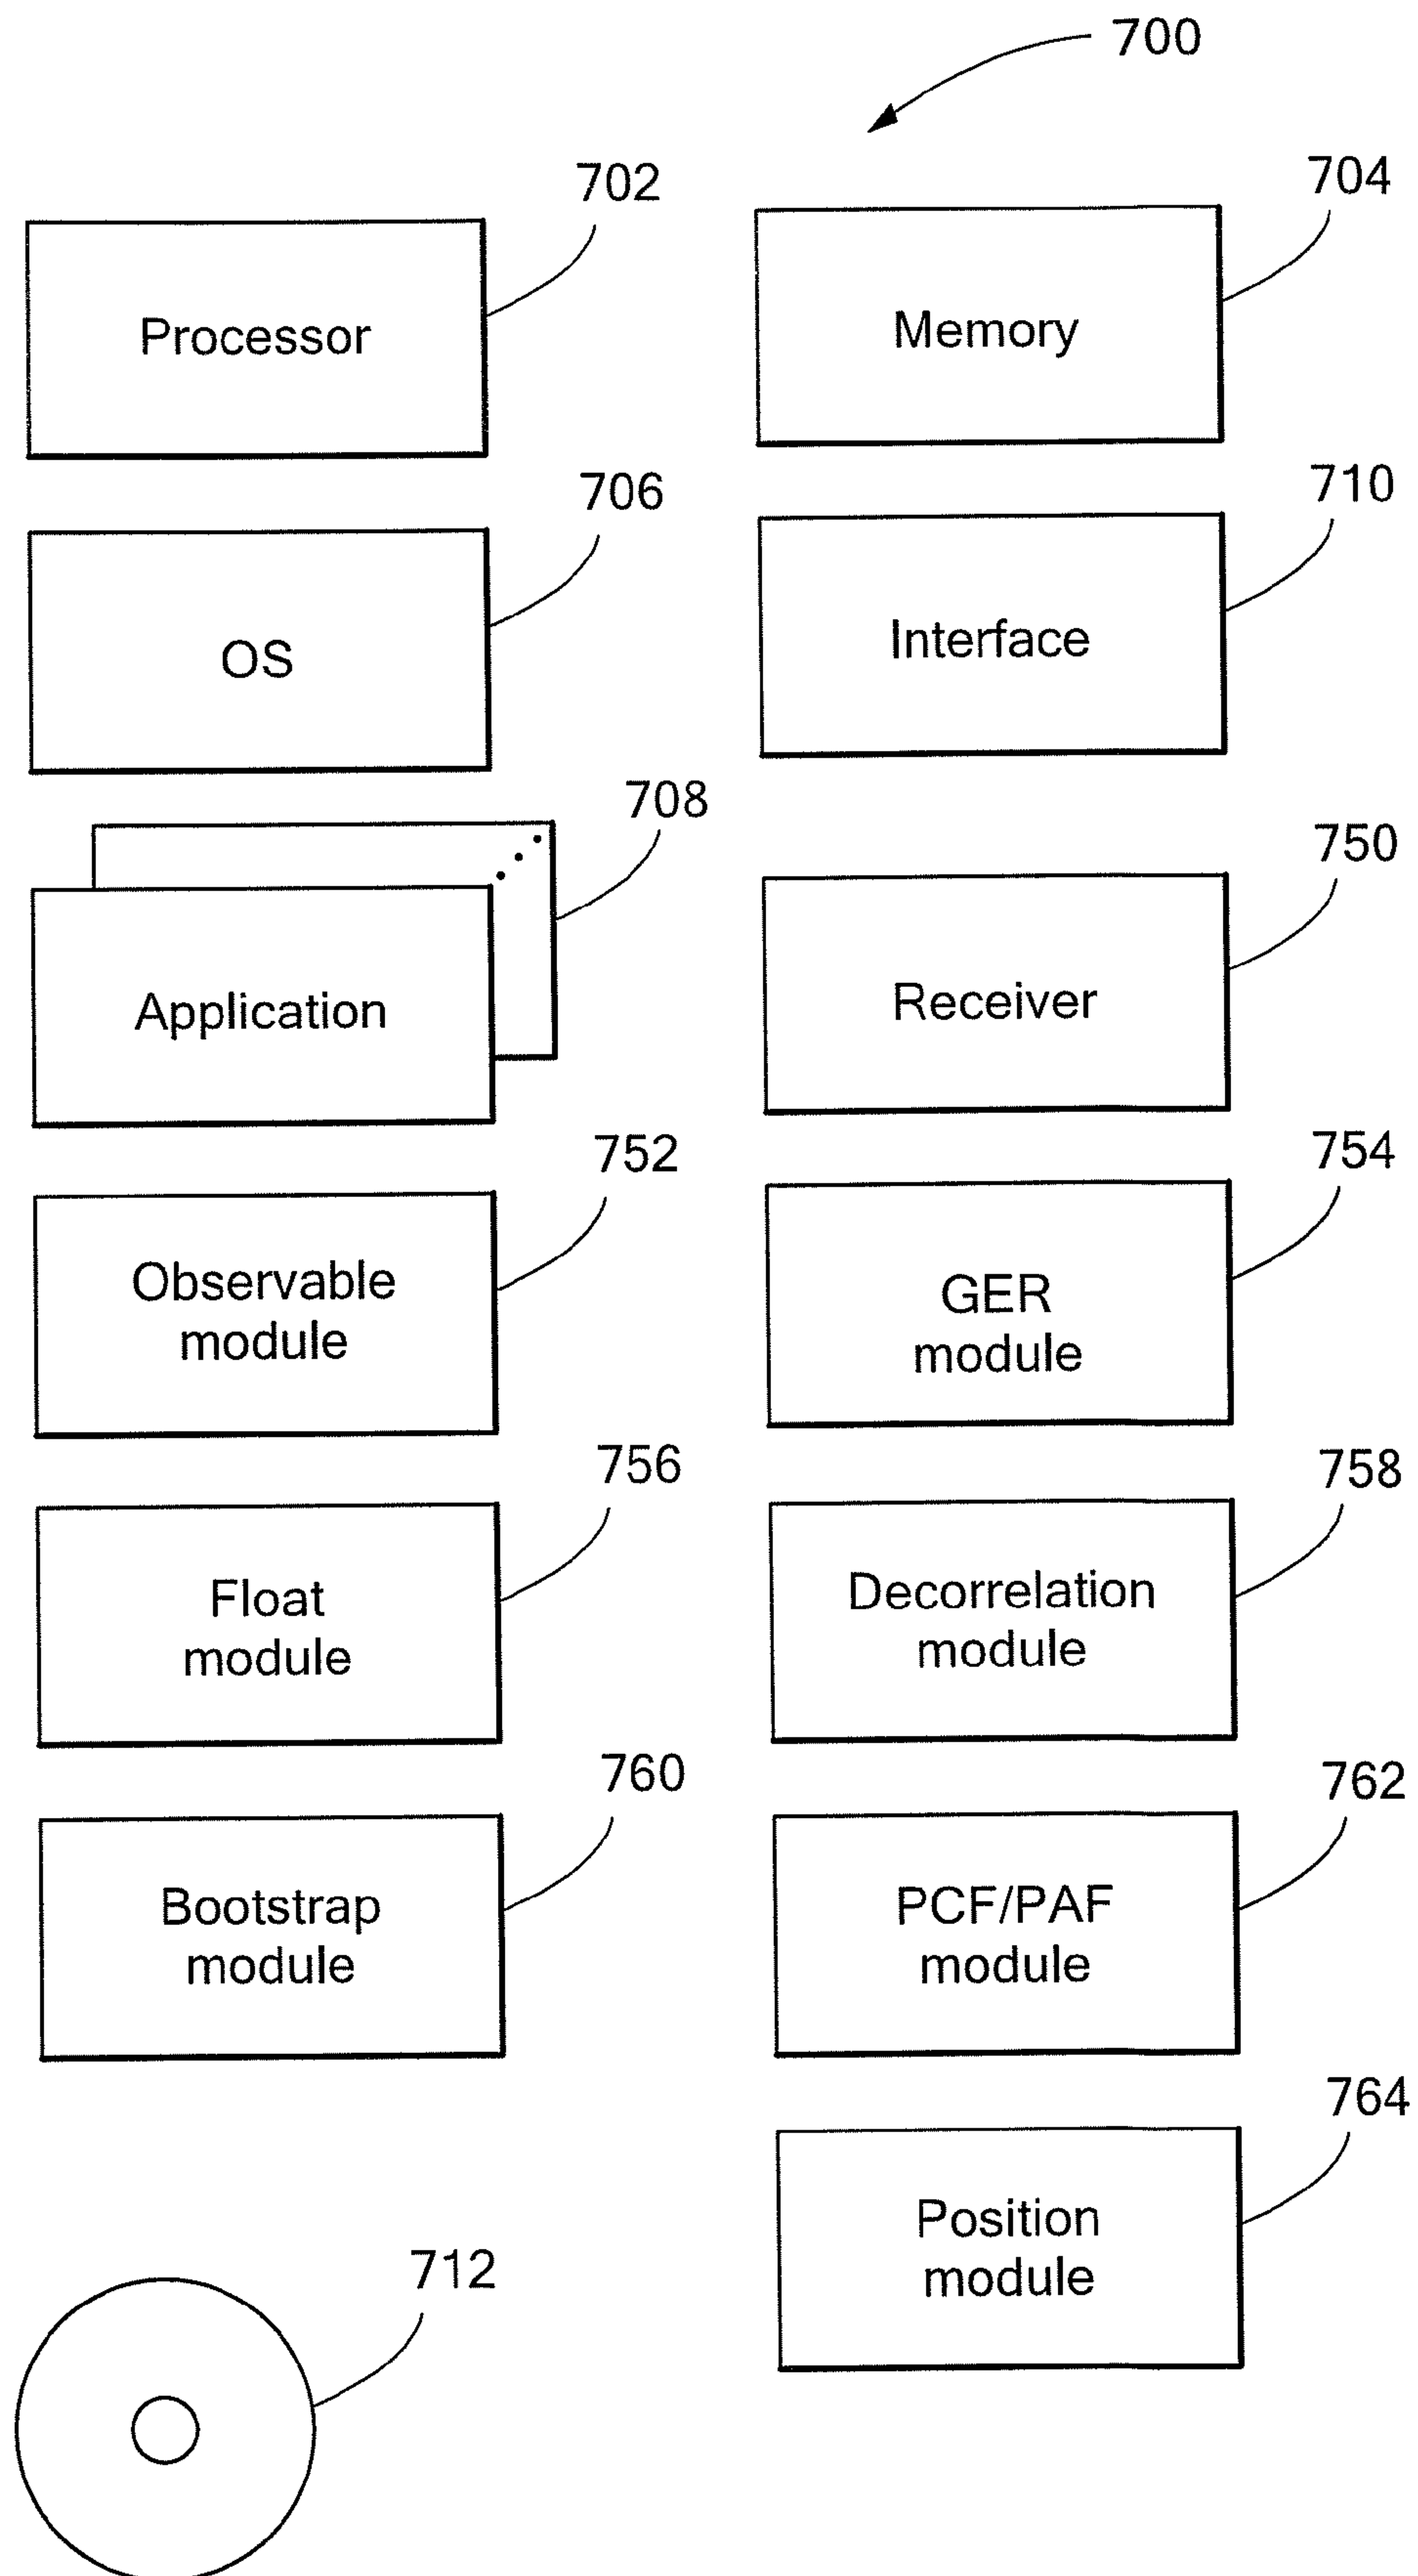 700
702
704
Processor
Memory
706
710
OS
Interface
708
750
Application
Receiver
752
754
Observable
module
GER
module
756
758
Float
module
Decorrelation
module
760
762
Bootstrap
module
PCF/PAF
module
764
Position
module
712